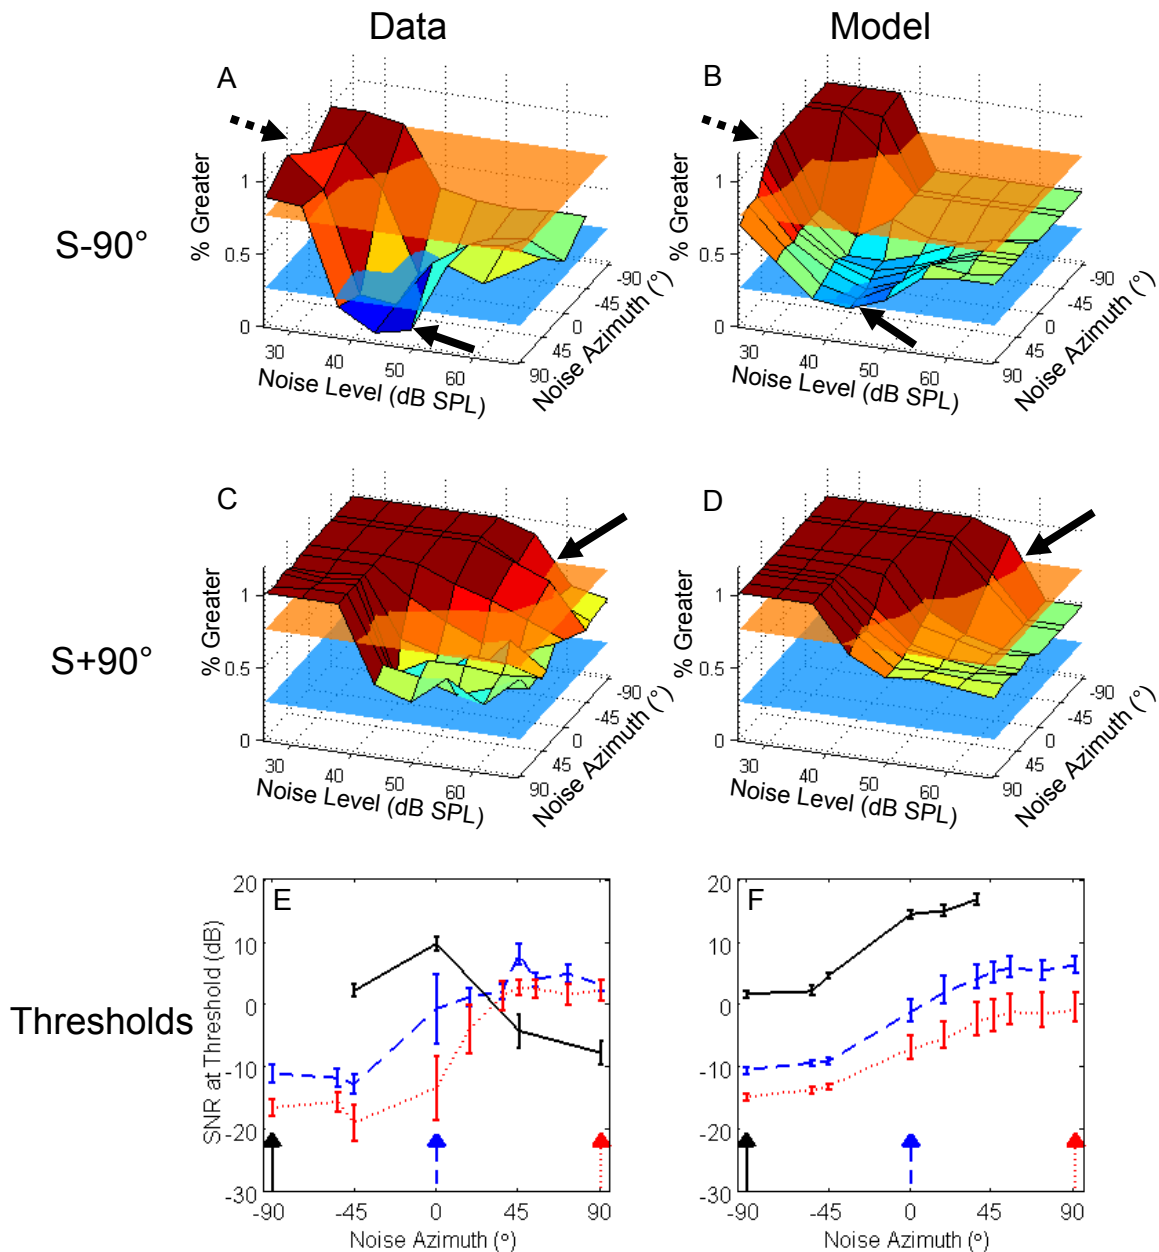 Data
Model
A
B
S-90°
% Greater
1
0.5
0
30
40
50
60
90
45
0
-45
-90
Noise Level (dB SPL)
Noise Azimuth (°)
% Greater
1
0.5
0
30
40
50
60
90
45
0
-45
-90
Noise Level (dB SPL)
Noise Azimuth (°)
C
D
S+90°
% Greater
1
0.5
0
30
40
50
60
90
45
0
-45
-90
Noise Level (dB SPL)
Noise Azimuth (°)
% Greater
1
0.5
0
30
40
50
60
90
45
0
-45
-90
Noise Level (dB SPL)
Noise Azimuth (°)
Thresholds
E
SNR at Threshold (dB)
20
10
0
-10
-20
-30
-90
-45
0
45
90
Noise Azimuth (°)
F
20
10
0
-10
-20
-30
-90
-45
0
45
90
Noise Azimuth (°)